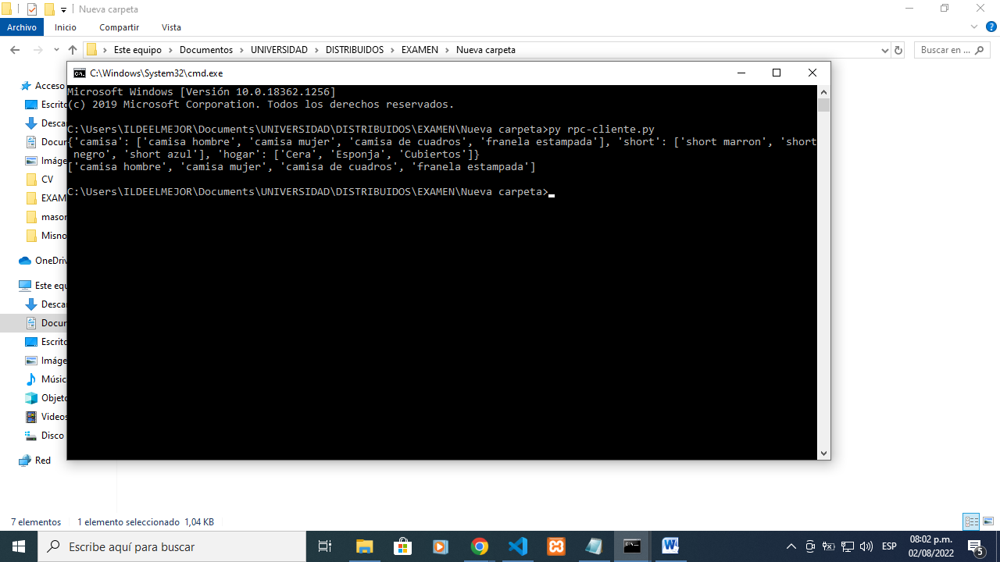 Nueva carpeta
Archivo Inicio Compartir Vista
Este equipo Documentos UNIVERSIDAD DISTRIBUIDOS EXAMEN Nueva carpeta
Buscar en ...
C:\Windows\System32\cmd.exe
Microsoft Windows [Versión 10.0.18362.1256]
(c) 2019 Microsoft Corporation. Todos los derechos reservados.
C:\Users\ILDEELMEJOR\Documents\UNIVERSIDAD\DISTRIBUIDOS\EXAMEN\Nueva carpeta>py rpc-cliente.py
{'camisa': ['camisa hombre', 'camisa mujer', 'camisa de cuadros', 'franela estampada'], 'short': ['short marron', 'short
negro', 'short azul'], 'hogar': ['Cera', 'Esponja', 'Cubiertos']}
['camisa hombre', 'camisa mujer', 'camisa de cuadros', 'franela estampada']
C:\Users\ILDEELMEJOR\Documents\UNIVERSIDAD\DISTRIBUIDOS\EXAMEN\Nueva carpeta>
Acceso
Escrito
Desca
Docur
Imáge
CV
EXAM
mason
Misno
OneDriv
Este equ
Descar
Docur
Escrito
Imáge
Músic
Objeto
Videos
Disco
Red
7 elementos 1 elemento seleccionado 1,04 KB
Escribe aquí para buscar
ESP
08:02 p.m.
02/08/2022
5